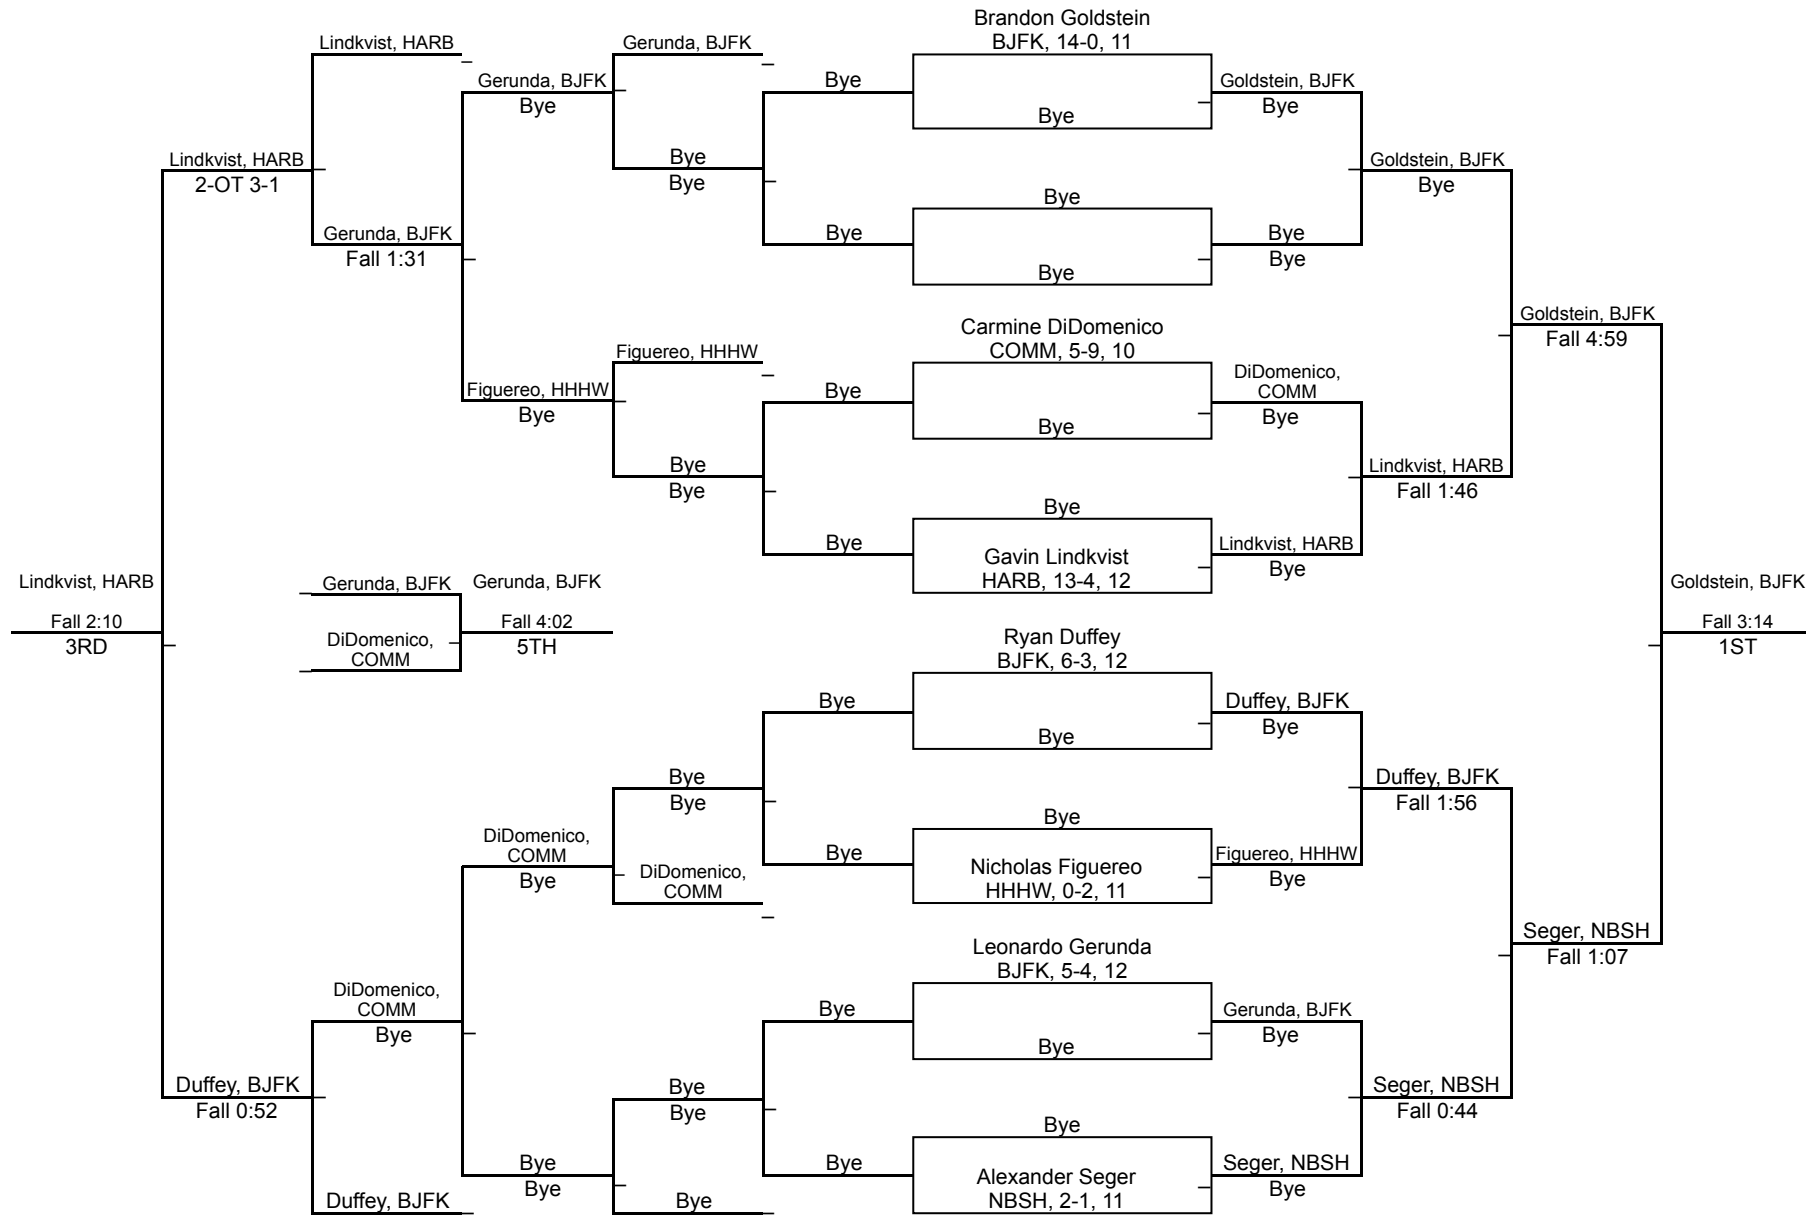 Brandon Goldstein
BJFK, 14-0, 11
Lindkvist, HARB
Gerunda, BJFK
Gerunda, BJFK
Bye
Bye
Goldstein, BJFK
Bye
Bye
Lindkvist, HARB
2-OT 3-1
Bye
Bye
Goldstein, BJFK
Bye
Bye
Gerunda, BJFK
Fall 1:31
Bye
Bye
Bye
Bye
Goldstein, BJFK
Fall 4:59
Carmine DiDomenico
COMM, 5-9, 10
Figuereo, HHHW
Figuereo, HHHW
Bye
Bye
DiDomenico,
COMM
Bye
Bye
Bye
Bye
Lindkvist, HARB
Fall 1:46
Bye
Bye
Gavin Lindkvist
HARB, 13-4, 12
Lindkvist, HARB
Bye
Lindkvist, HARB
Fall 2:10
3RD
Gerunda, BJFK
DiDomenico,
COMM
Gerunda, BJFK
Fall 4:02
5TH
Goldstein, BJFK
Fall 3:14
1ST
Ryan Duffey
BJFK, 6-3, 12
Bye
Duffey, BJFK
Bye
Bye
Bye
Bye
Duffey, BJFK
Fall 1:56
Bye
DiDomenico,
COMM
Bye
DiDomenico,
COMM
Bye
Nicholas Figuereo
HHHW, 0-2, 11
Figuereo, HHHW
Bye
Seger, NBSH
Fall 1:07
Leonardo Gerunda
BJFK, 5-4, 12
DiDomenico,
COMM
Bye
Bye
Gerunda, BJFK
Bye
Bye
Duffey, BJFK
Fall 0:52
Bye
Bye
Seger, NBSH
Fall 0:44
Bye
Bye
Bye
Bye
Alexander Seger
NBSH, 2-1, 11
Seger, NBSH
Bye
Duffey, BJFK
Bye